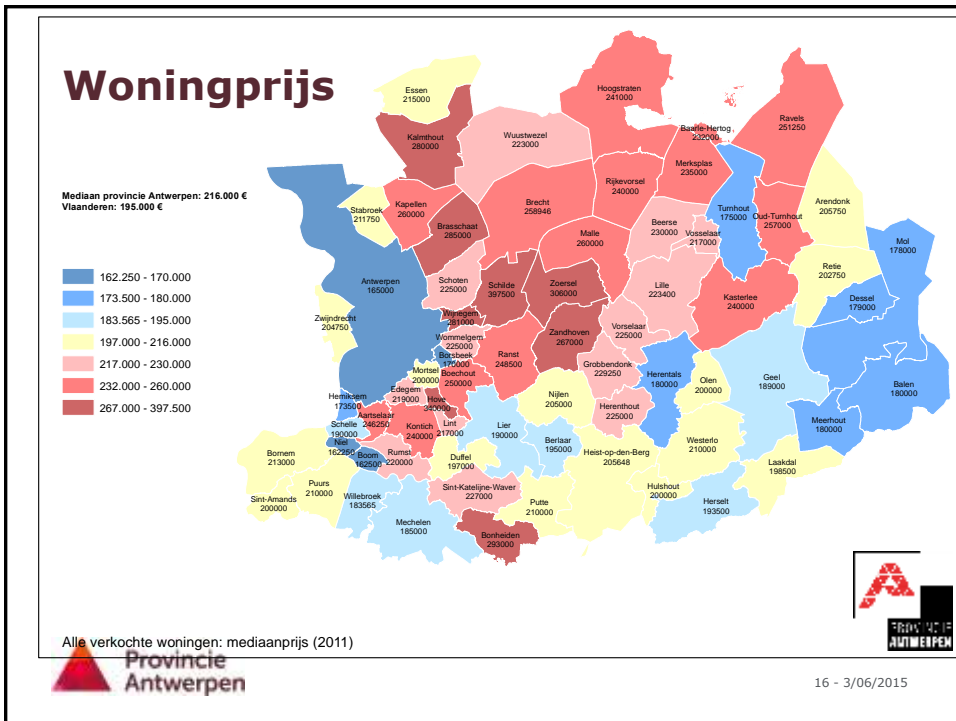 Woningprijs
Mediaan provincie Antwerpen: 216.000 €
Vlaanderen: 195.000 €
162.250 - 170.000
173.500 - 180.000
183.565 - 195.000
197.000 - 216.000
217.000 - 230.000
232.000 - 260.000
267.000 - 397.500
Essen
215000
Hoogstraten
241000
Kalmthout
280000
Wuustwezel
223000
Baarle-Hertog
232000
Ravels
251250
Merksplas
235000
Rijkevorsel
240000
Brecht
258946
Stabroek
211750
Kapellen
260000
Brasschaat
285000
Turnhout
175000
Oud-Turnhout
257000
Arendonk
205750
Beerse
230000
Vosselaar
217000
Malle
260000
Mol
178000
Retie
202750
Antwerpen
165000
Schoten
225000
Schilde
397500
Zoersel
306000
Lille
223400
Kasterlee
240000
Dessel
179000
Zwijndrecht
204750
Wijnegem
281000
Wommelgem
225000
Borsbeek
170000
Zandhoven
267000
Vorselaar
225000
Ranst
248500
Grobbendonk
229250
Mortsel
200000
Boechout
250000
Herentals
180000
Olen
200000
Geel
189000
Balen
180000
Edegem
219000
Hove
240000
Nijlen
205000
Herenthout
225000
Meerhout
180000
Hemiksem
173500
Aartselaar
246250
Kontich
240000
Lint
217000
Lier
190000
Schelle
190000
Niel
162250
Boom
162500
Rumst
220000
Berlaar
195000
Duffel
197000
Heist-op-den-Berg
205648
Westerlo
210000
Laakdal
198500
Bornem
213000
Puurs
210000
Sint-Amands
200000
Willebroek
183565
Sint-Katelijne-Waver
227000
Putte
210000
Hulshout
200000
Herselt
193500
Mechelen
185000
Bonheiden
293000
Alle verkochte woningen: mediaanprijs (2011)
PROVINCIE
ANTWERPEN
Provincie
Antwerpen
16 - 3/06/2015